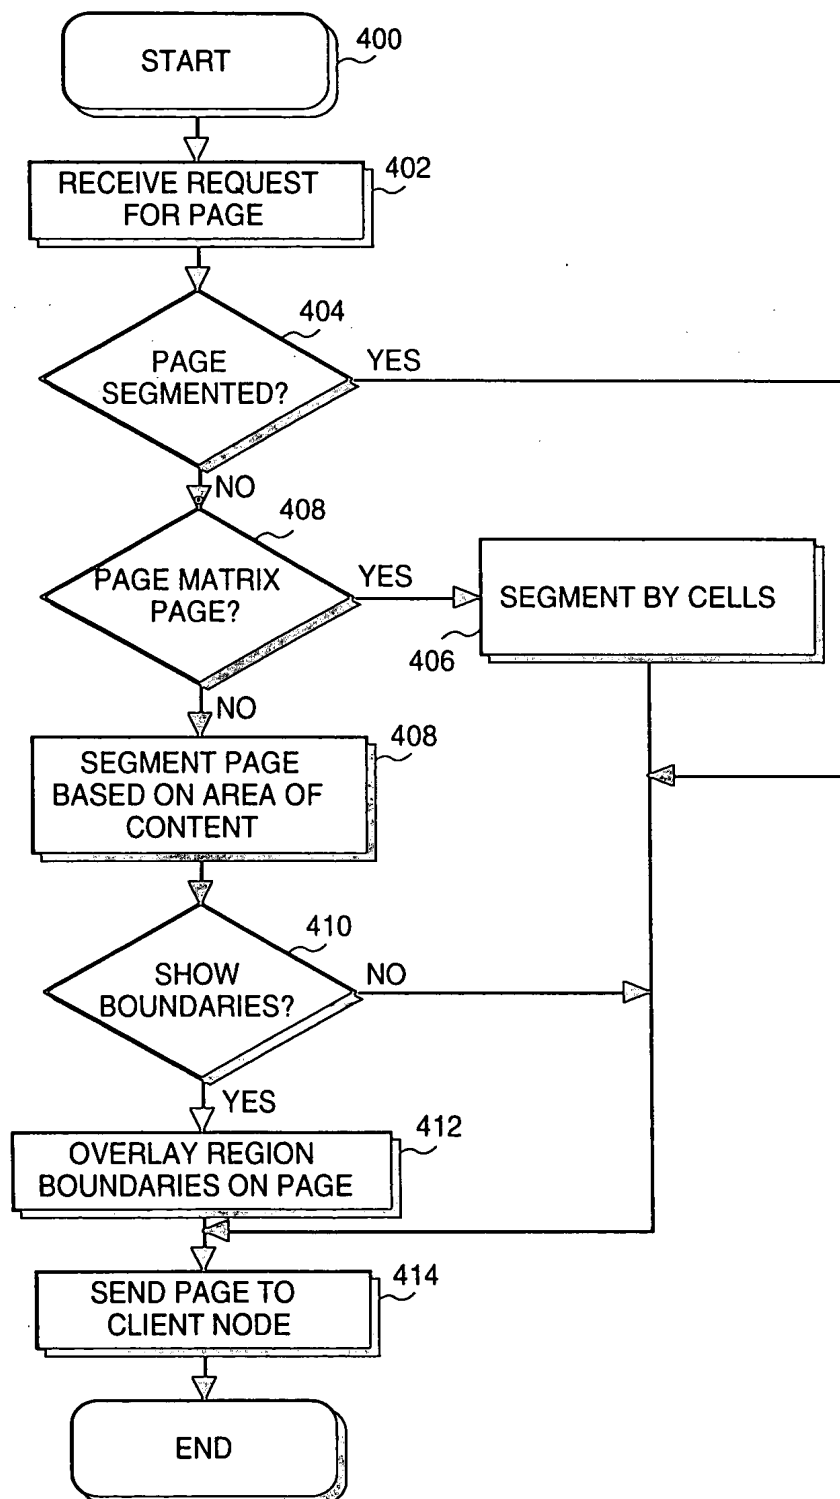 START
400
RECEIVE REQUEST
FOR PAGE
402
404
PAGE
SEGMENTED?
YES
NO
408
PAGE MATRIX
PAGE?
YES
SEGMENT BY CELLS
406
NO
408
SEGMENT PAGE
BASED ON AREA OF
CONTENT
410
SHOW
BOUNDARIES?
NO
YES
412
OVERLAY REGION
BOUNDARIES ON PAGE
414
SEND PAGE TO
CLIENT NODE
END